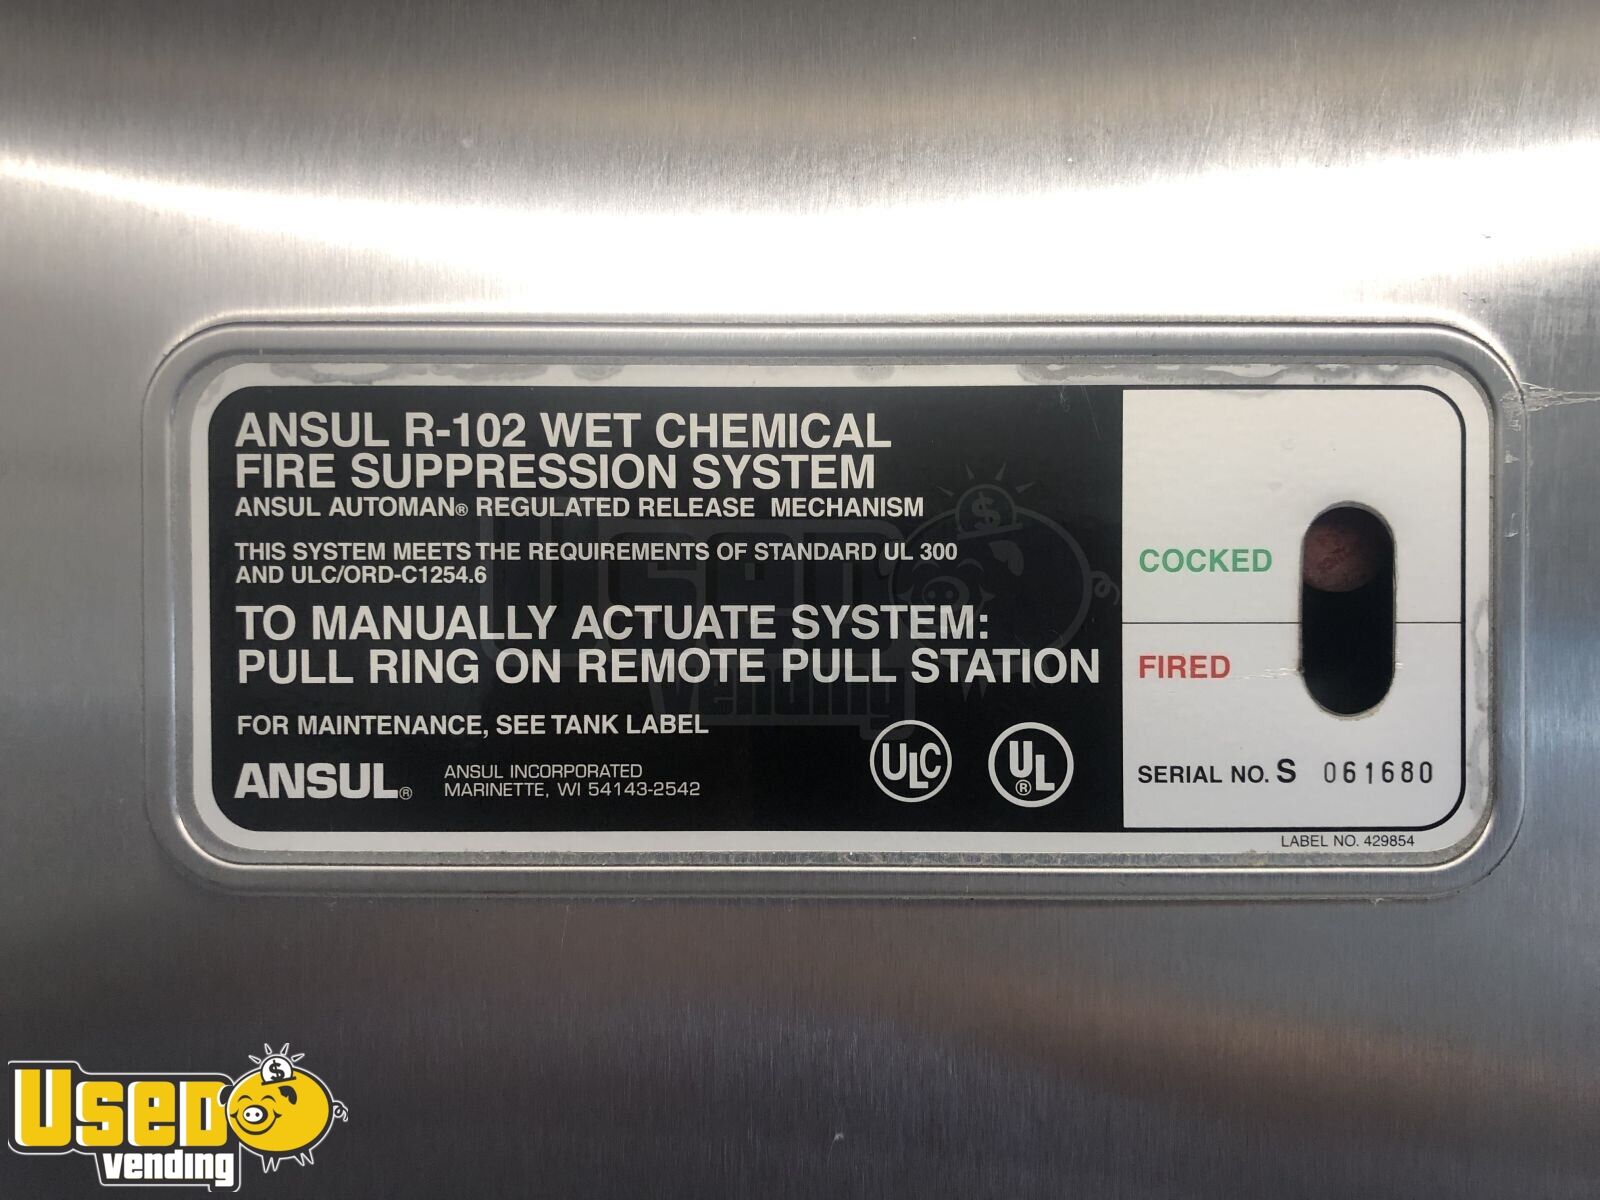 ANSUL R-102 WET CHEMICAL
FIRE SUPPRESSION SYSTEM
ANSUL AUTOMAN® REGULATED RELEASE MECHANISM
THIS SYSTEM MEETS THE REQUIREMENTS OF STANDARD UL 300
AND ULC/ORD-C1254.6
TO MANUALLY ACTUATE SYSTEM:
PULL RING ON REMOTE PULL STATION
FOR MAINTENANCE, SEE TANK LABEL
ANSUL®
ANSUL INCORPORATED
MARINETTE, WI 54143-2542
ULC
UL
®
COCKED
FIRED
SERIAL NO. S 061680
LABEL NO. 429854
Used
vending
$
Used
vending
$